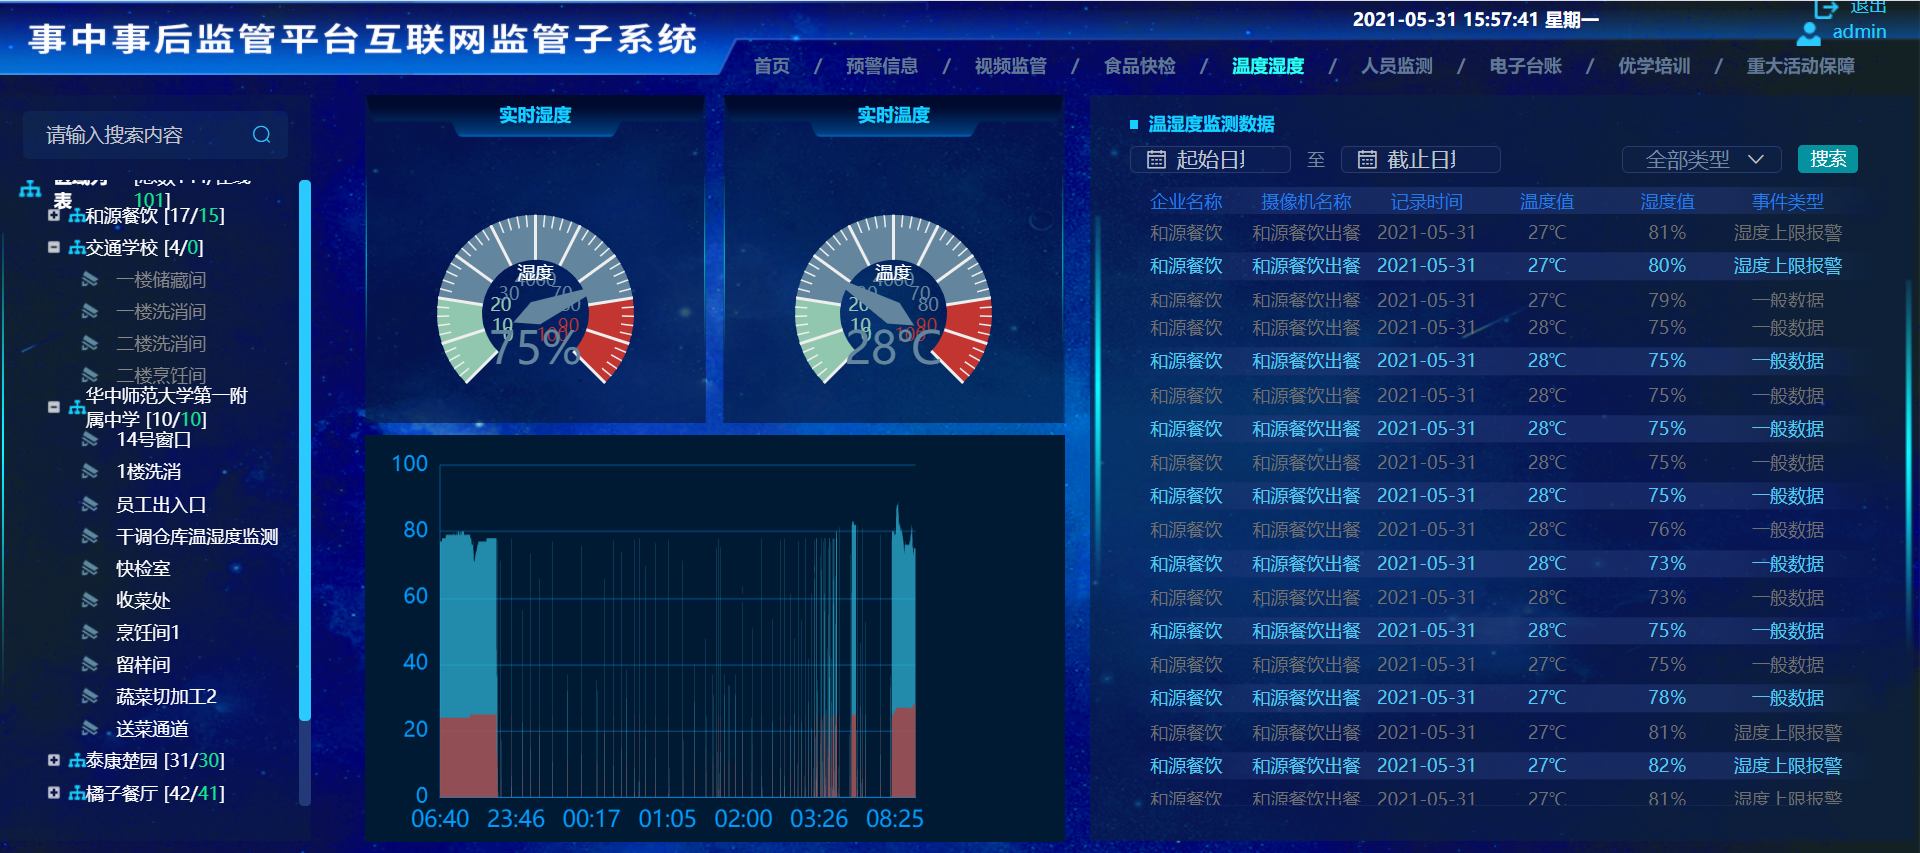 事中事后监管平台互联网监管子系统
2021-05-31 15:57:41 星期一
退出
admin
首页 / 预警信息 / 视频监管 / 食品快检 / 温度湿度 / 人员监测 / 电子台账 / 优学培训 / 重大活动保障
请输入搜索内容
表
101]
和源餐饮 [17/15]
交通学校 [4/0]
一楼储藏间
一楼洗消间
二楼洗消间
二楼烹饪间
华中师范大学第一附
属中学 [10/10]
14号窗口
1楼洗消
员工出入口
干调仓库温湿度监测
快检室
收菜处
烹饪间1
留样间
蔬菜切加工2
送菜通道
泰康楚园 [31/30]
橘子餐厅 [42/41]
实时湿度
湿度
10 20 30 70 80 90 100
75%
实时温度
温度
10 20 30 70 80 90 100
28°C
100
80
60
40
20
0
06:40 23:46 00:17 01:05 02:00 03:26 08:25
温湿度监测数据
起始日期 至 截止日期 全部类型 搜索
企业名称 摄像机名称 记录时间 温度值 湿度值 事件类型
和源餐饮 和源餐饮出餐 2021-05-31 27℃ 81% 湿度上限报警
和源餐饮 和源餐饮出餐 2021-05-31 27℃ 80% 湿度上限报警
和源餐饮 和源餐饮出餐 2021-05-31 27℃ 79% 一般数据
和源餐饮 和源餐饮出餐 2021-05-31 28℃ 75% 一般数据
和源餐饮 和源餐饮出餐 2021-05-31 28℃ 75% 一般数据
和源餐饮 和源餐饮出餐 2021-05-31 28℃ 75% 一般数据
和源餐饮 和源餐饮出餐 2021-05-31 28℃ 75% 一般数据
和源餐饮 和源餐饮出餐 2021-05-31 28℃ 75% 一般数据
和源餐饮 和源餐饮出餐 2021-05-31 28℃ 75% 一般数据
和源餐饮 和源餐饮出餐 2021-05-31 28℃ 76% 一般数据
和源餐饮 和源餐饮出餐 2021-05-31 28℃ 73% 一般数据
和源餐饮 和源餐饮出餐 2021-05-31 28℃ 73% 一般数据
和源餐饮 和源餐饮出餐 2021-05-31 28℃ 75% 一般数据
和源餐饮 和源餐饮出餐 2021-05-31 27℃ 75% 一般数据
和源餐饮 和源餐饮出餐 2021-05-31 27℃ 78% 一般数据
和源餐饮 和源餐饮出餐 2021-05-31 27℃ 81% 湿度上限报警
和源餐饮 和源餐饮出餐 2021-05-31 27℃ 82% 湿度上限报警
和源餐饮 和源餐饮出餐 2021-05-31 27℃ 81% 湿度上限报警